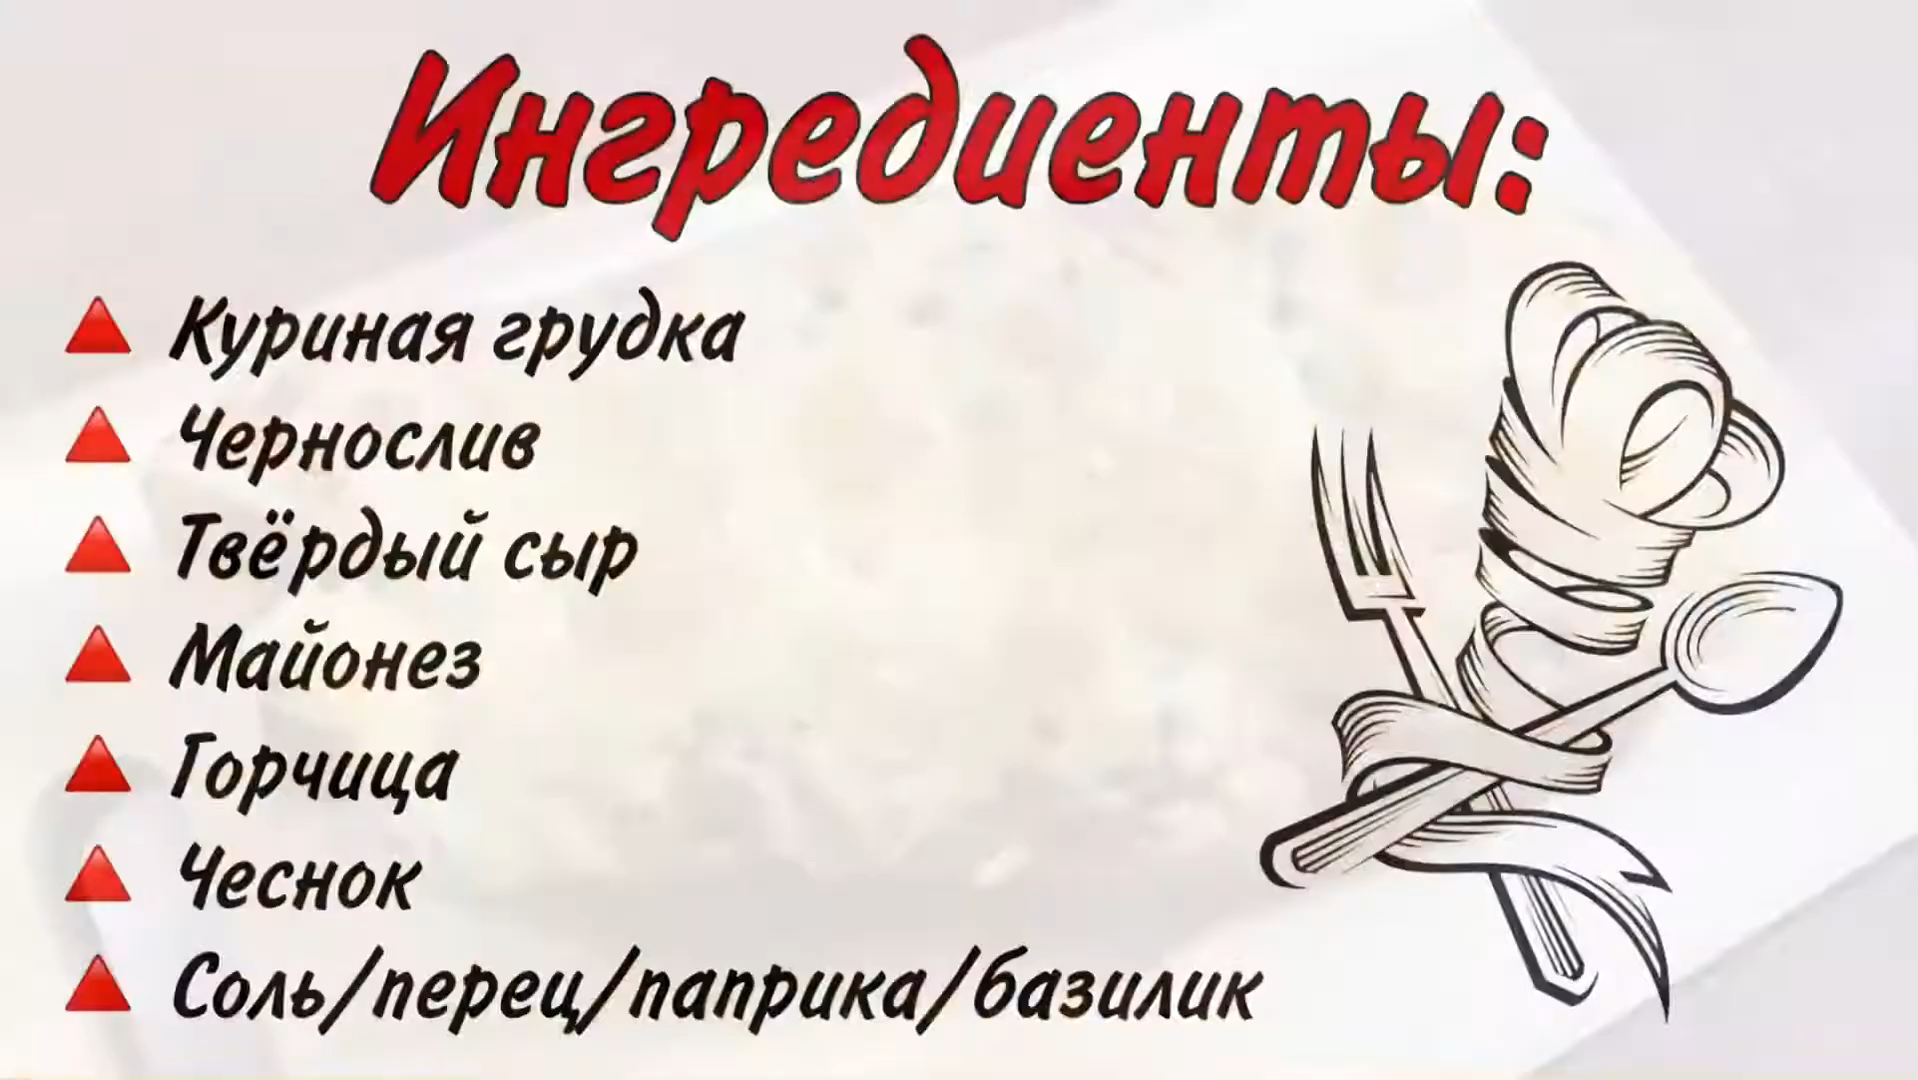 Ингредиенты:
Куриная грудка
Чернослив
Твёрдый сыр
Майонез
Горчица
Чеснок
Соль/перец/паприка/базилик